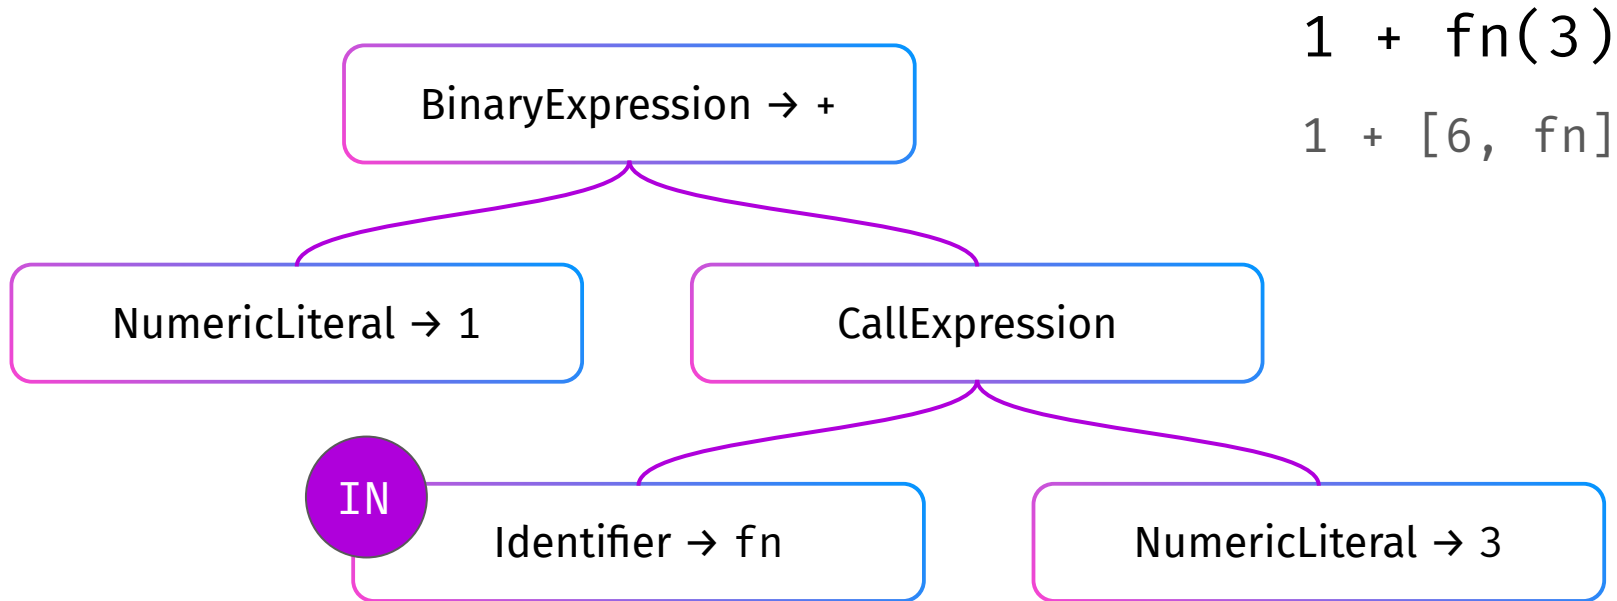 1 + fn(3)
BinaryExpression → +
1 + [6, fn]
NumericLiteral → 1
CallExpression
IN
Identifier → fn
NumericLiteral → 3